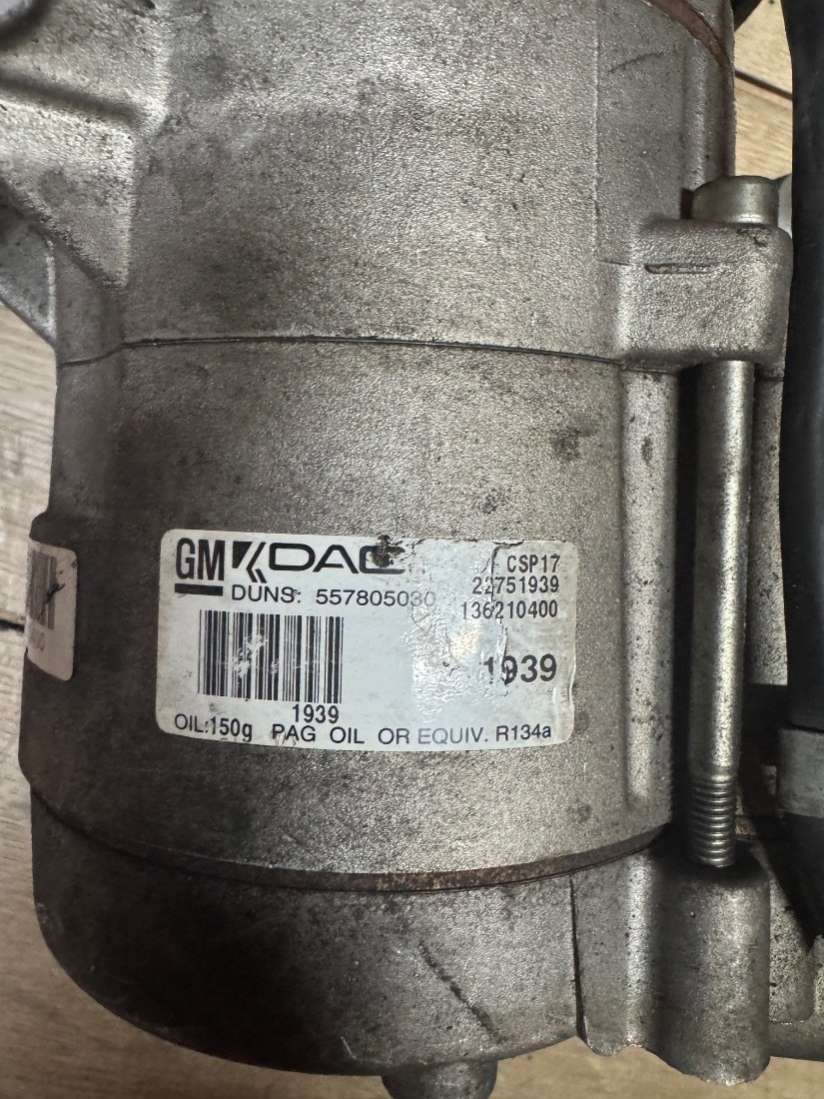 GM DAC
CSP17
DUNS: 557805030
22751939
136210400
1939
1939
OIL:150g PAG OIL OR EQUIV. R134a